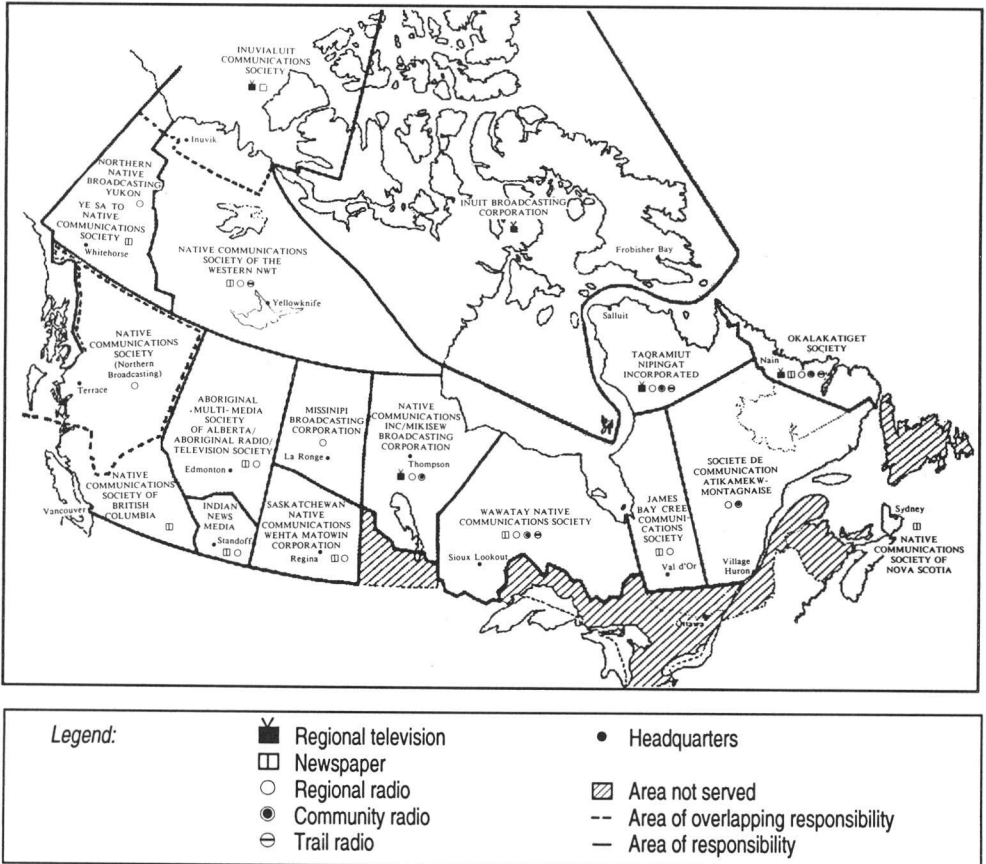 INUVIALUIT
COMMUNICATIONS
SOCIETY
Inuvik
NORTHERN
NATIVE
BROADCASTING
YUKON
YE SA TO
NATIVE
COMMUNICATIONS
SOCIETY
Whitehorse
NATIVE COMMUNICATIONS
SOCIETY OF THE
WESTERN NWT
Yellowknife
INUIT BROADCASTING
CORPORATION
Frobisher Bay
Salluit
TAQRAMIUT
NIPINGAT
INCORPORATED
OKALAKATIGET
SOCIETY
Nain
NATIVE
COMMUNICATIONS
SOCIETY
(Northern
Broadcasting)
Terrace
ABORIGINAL
MULTI-MEDIA
SOCIETY
OF ALBERTA/
ABORIGINAL RADIO/
TELEVISION SOCIETY
Edmonton
MISSINIPI
BROADCASTING
CORPORATION
La Ronge
NATIVE
COMMUNICATIONS
INC/MIKISEW
BROADCASTING
CORPORATION
Thompson
NATIVE
COMMUNICATIONS
SOCIETY OF
BRITISH
COLUMBIA
Vancouver
INDIAN
NEWS
MEDIA
Standoff
SASKATCHEWAN
NATIVE
COMMUNICATIONS
WEHTA MATOWIN
CORPORATION
Regina
WAWATAY NATIVE
COMMUNICATIONS SOCIETY
Sioux Lookout
JAMES
BAY CREE
COMMUNI-
CATIONS
SOCIETY
Val d'Or
SOCIETE DE
COMMUNICATION
ATIKAMEKW-
MONTAGNAISE
Village
Huron
Sydney
NATIVE
COMMUNICATIONS
SOCIETY OF
NOVA SCOTIA
Ottawa
Legend:
Regional television
Newspaper
Regional radio
Community radio
Trail radio
Headquarters
Area not served
Area of overlapping responsibility
Area of responsibility